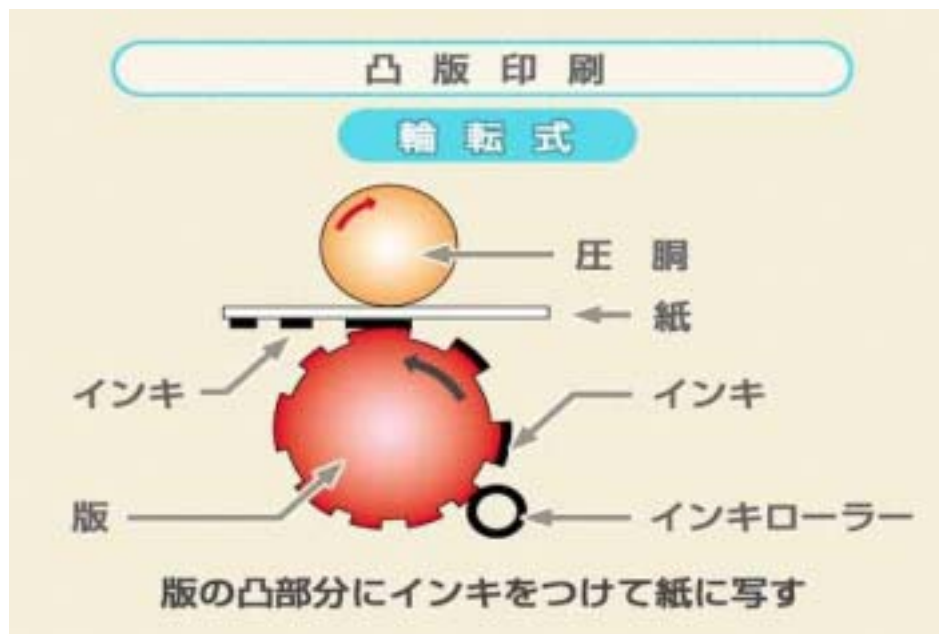 凸版印刷
輪転式
圧胴
紙
インキ
インキ
版
インキローラー
版の凸部分にインキをつけて紙に写す